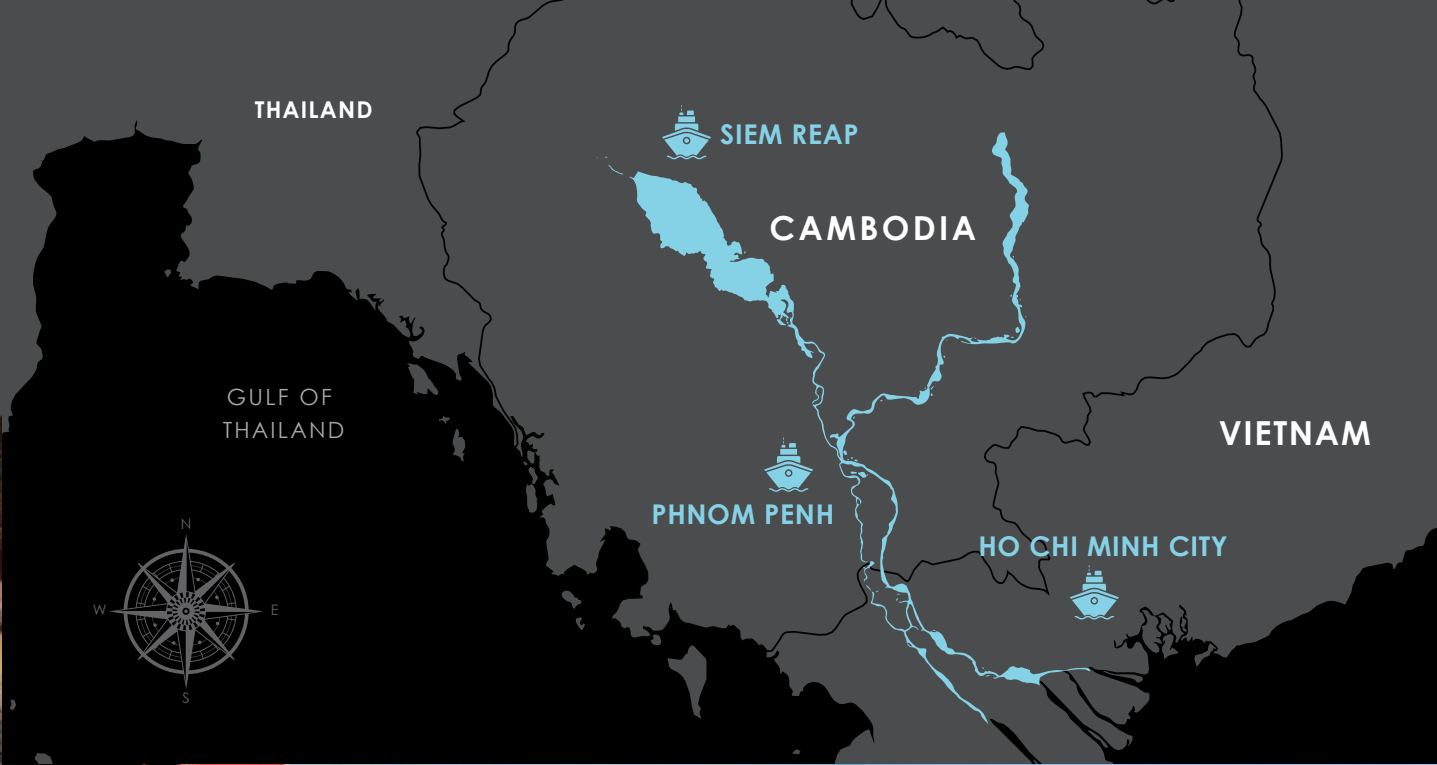 THAILAND
SIEM REAP
CAMBODIA
GULF OF
THAILAND
VIETNAM
PHNOM PENH
HO CHI MINH CITY
N
W
E
S